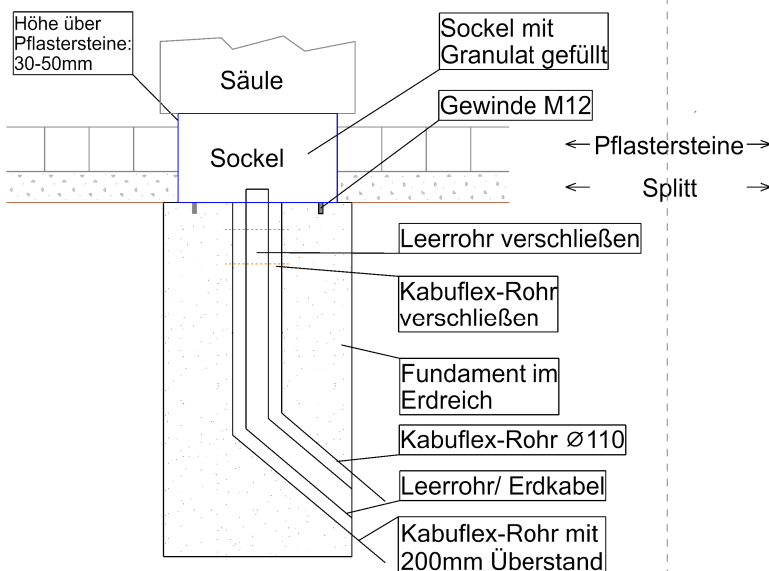 Höhe über
Pflastersteine:
30-50mm
Säule
Sockel mit
Granulat gefüllt
Gewinde M12
Sockel
Pflastersteine
Splitt
Leerrohr verschließen
Kabuflex-Rohr
verschließen
Fundament im
Erdreich
Kabuflex-Rohr ∅110
Leerrohr/ Erdkabel
Kabuflex-Rohr mit
200mm Überstand